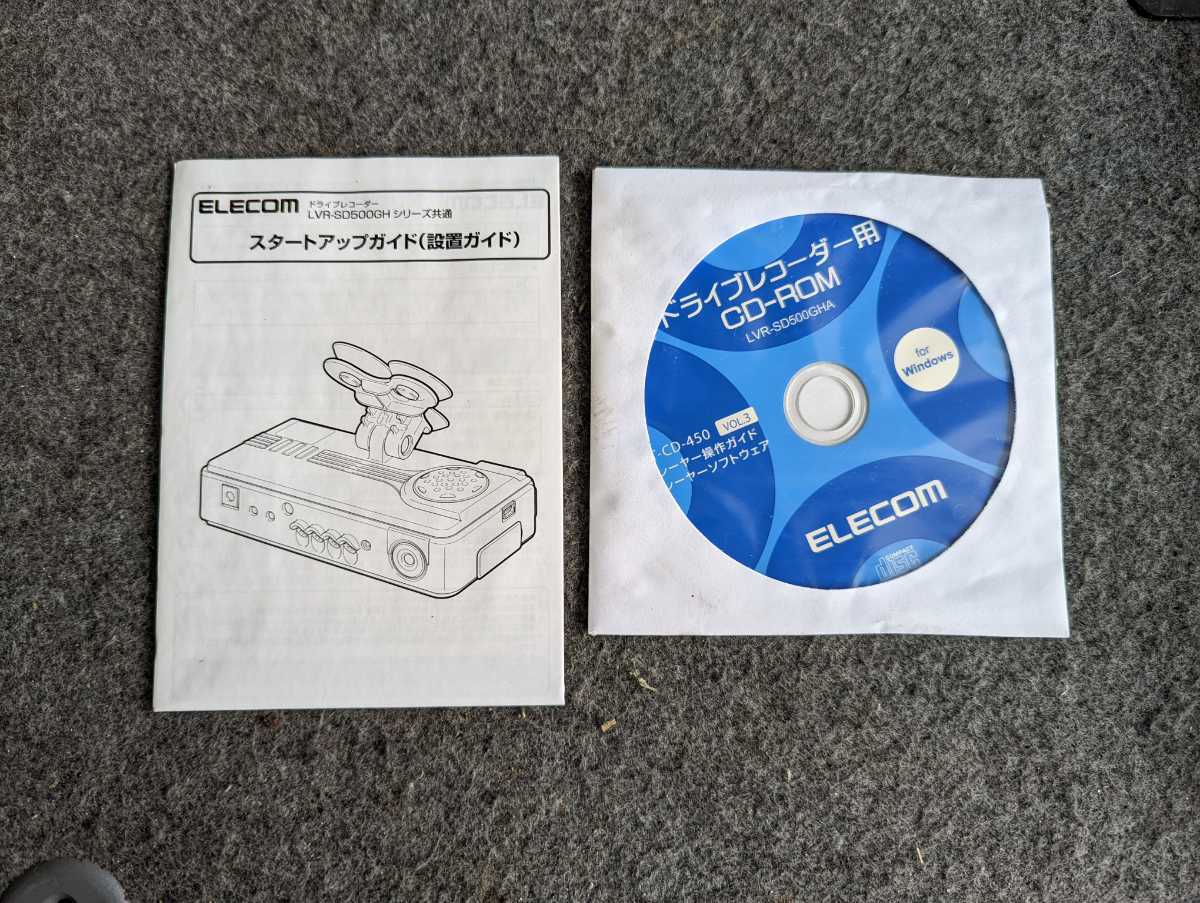 ELECOM
ドライブレコーダー
LVR-SD500GH シリーズ共通
スタートアップガイド(設置ガイド)
ドライブレコーダー用
CD-ROM
LVR-SD500GHA
for
Windows
-CD-450 VOL.3
レーヤー操作ガイド
レーヤーソフトウェア
ELECOM
COMPACT
disc